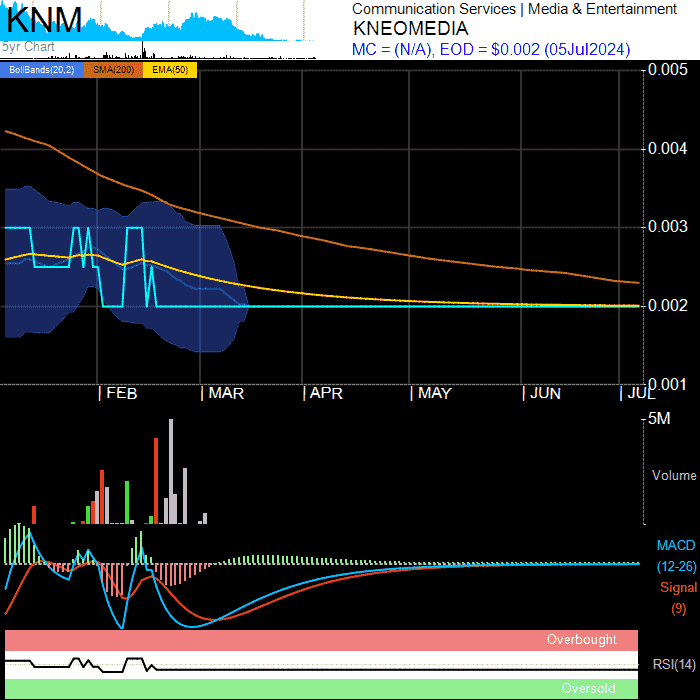 KNM
5yr Chart
Communication Services | Media & Entertainment
KNEOMEDIA
MC = (N/A), EOD = $0.002 (05Jul2024)
BollBands(20,2) SMA(200) EMA(50)
0.005
0.004
0.003
0.002
0.001
| FEB | MAR | APR | MAY | JUN | JUL
5M
Volume
MACD
(12-26)
Signal
(9)
Overbought
RSI(14)
Oversold